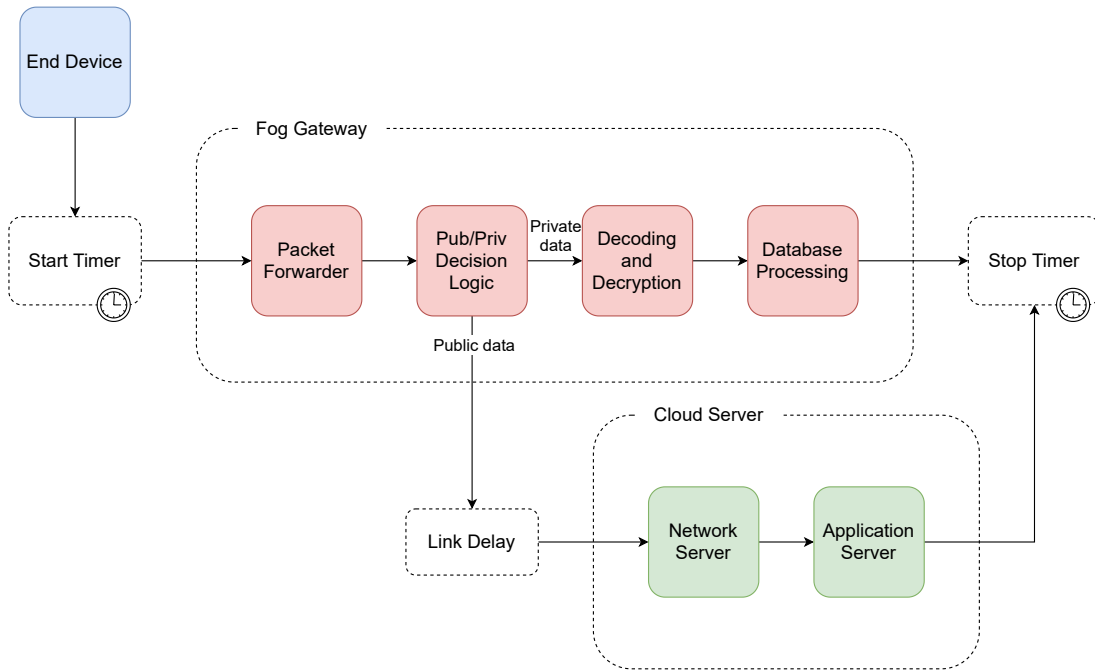 End Device
Fog Gateway
Start Timer
Packet
Forwarder
Pub/Priv
Decision
Logic
Private
data
Decoding
and
Decryption
Database
Processing
Stop Timer
Public data
Cloud Server
Link Delay
Network
Server
Application
Server